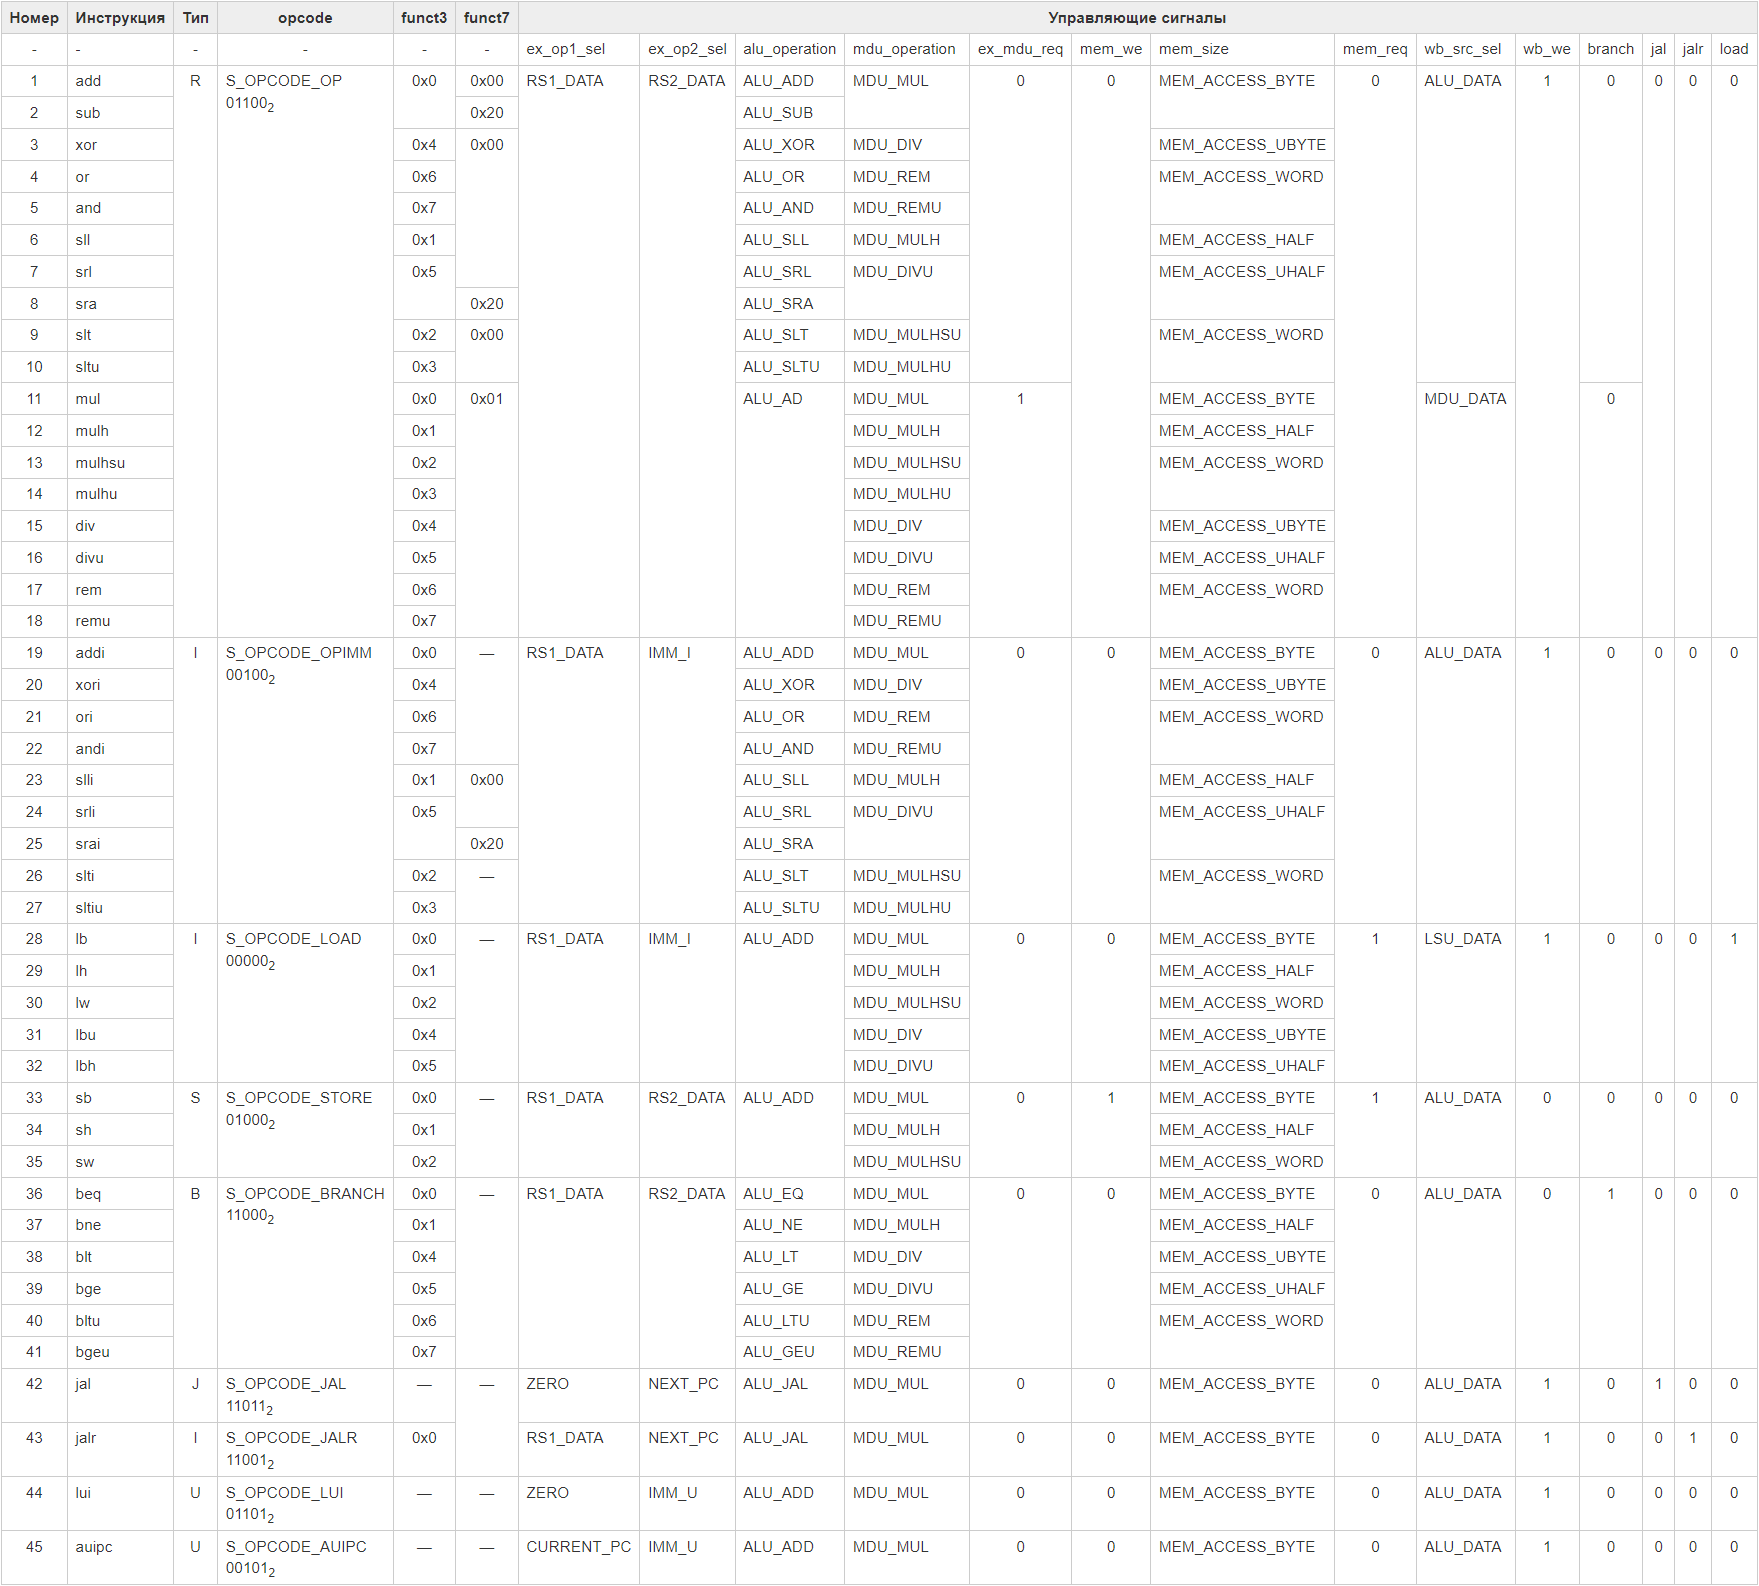 Номер Инструкция Тип opcode funct3 funct7 Управляющие сигналы
- - - - - - ex_op1_sel ex_op2_sel alu_operation mdu_operation ex_mdu_req mem_we mem_size mem_req wb_src_sel wb_we branch jal jalr load
1 add R S_OPCODE_OP 0x0 0x00 RS1_DATA RS2_DATA ALU_ADD MDU_MUL 0 0 MEM_ACCESS_BYTE 0 ALU_DATA 1 0 0 0 0
01100₂
2 sub 0x20 ALU_SUB
3 xor 0x4 0x00 ALU_XOR MDU_DIV MEM_ACCESS_UBYTE
4 or 0x6 ALU_OR MDU_REM MEM_ACCESS_WORD
5 and 0x7 ALU_AND MDU_REMU
6 sll 0x1 ALU_SLL MDU_MULH MEM_ACCESS_HALF
7 srl 0x5 ALU_SRL MDU_DIVU MEM_ACCESS_UHALF
8 sra 0x20 ALU_SRA
9 slt 0x2 0x00 ALU_SLT MDU_MULHSU MEM_ACCESS_WORD
10 sltu 0x3 ALU_SLTU MDU_MULHU
11 mul 0x0 0x01 ALU_AD MDU_MUL 1 MEM_ACCESS_BYTE MDU_DATA 0
12 mulh 0x1 MDU_MULH MEM_ACCESS_HALF
13 mulhsu 0x2 MDU_MULHSU MEM_ACCESS_WORD
14 mulhu 0x3 MDU_MULHU
15 div 0x4 MDU_DIV MEM_ACCESS_UBYTE
16 divu 0x5 MDU_DIVU MEM_ACCESS_UHALF
17 rem 0x6 MDU_REM MEM_ACCESS_WORD
18 remu 0x7 MDU_REMU
19 addi I S_OPCODE_OPIMM 0x0 — RS1_DATA IMM_I ALU_ADD MDU_MUL 0 0 MEM_ACCESS_BYTE 0 ALU_DATA 1 0 0 0 0
00100₂
20 xori 0x4 ALU_XOR MDU_DIV MEM_ACCESS_UBYTE
21 ori 0x6 ALU_OR MDU_REM MEM_ACCESS_WORD
22 andi 0x7 ALU_AND MDU_REMU
23 slli 0x1 0x00 ALU_SLL MDU_MULH MEM_ACCESS_HALF
24 srli 0x5 ALU_SRL MDU_DIVU MEM_ACCESS_UHALF
25 srai 0x20 ALU_SRA
26 slti 0x2 — ALU_SLT MDU_MULHSU MEM_ACCESS_WORD
27 sltiu 0x3 ALU_SLTU MDU_MULHU
28 lb I S_OPCODE_LOAD 0x0 — RS1_DATA IMM_I ALU_ADD MDU_MUL 0 0 MEM_ACCESS_BYTE 1 LSU_DATA 1 0 0 0 1
00000₂
29 lh 0x1 MDU_MULH MEM_ACCESS_HALF
30 lw 0x2 MDU_MULHSU MEM_ACCESS_WORD
31 lbu 0x4 MDU_DIV MEM_ACCESS_UBYTE
32 lbh 0x5 MDU_DIVU MEM_ACCESS_UHALF
33 sb S S_OPCODE_STORE 0x0 — RS1_DATA RS2_DATA ALU_ADD MDU_MUL 0 1 MEM_ACCESS_BYTE 1 ALU_DATA 0 0 0 0 0
01000₂
34 sh 0x1 MDU_MULH MEM_ACCESS_HALF
35 sw 0x2 MDU_MULHSU MEM_ACCESS_WORD
36 beq B S_OPCODE_BRANCH 0x0 — RS1_DATA RS2_DATA ALU_EQ MDU_MUL 0 0 MEM_ACCESS_BYTE 0 ALU_DATA 0 1 0 0 0
11000₂
37 bne 0x1 ALU_NE MDU_MULH MEM_ACCESS_HALF
38 blt 0x4 ALU_LT MDU_DIV MEM_ACCESS_UBYTE
39 bge 0x5 ALU_GE MDU_DIVU MEM_ACCESS_UHALF
40 bltu 0x6 ALU_LTU MDU_REM MEM_ACCESS_WORD
41 bgeu 0x7 ALU_GEU MDU_REMU
42 jal J S_OPCODE_JAL — — ZERO NEXT_PC ALU_JAL MDU_MUL 0 0 MEM_ACCESS_BYTE 0 ALU_DATA 1 0 1 0 0
11011₂
43 jalr I S_OPCODE_JALR 0x0 RS1_DATA NEXT_PC ALU_JAL MDU_MUL 0 0 MEM_ACCESS_BYTE 0 ALU_DATA 1 0 0 1 0
11001₂
44 lui U S_OPCODE_LUI — — ZERO IMM_U ALU_ADD MDU_MUL 0 0 MEM_ACCESS_BYTE 0 ALU_DATA 1 0 0 0 0
01101₂
45 auipc U S_OPCODE_AUIPC — — CURRENT_PC IMM_U ALU_ADD MDU_MUL 0 0 MEM_ACCESS_BYTE 0 ALU_DATA 1 0 0 0 0
00101₂